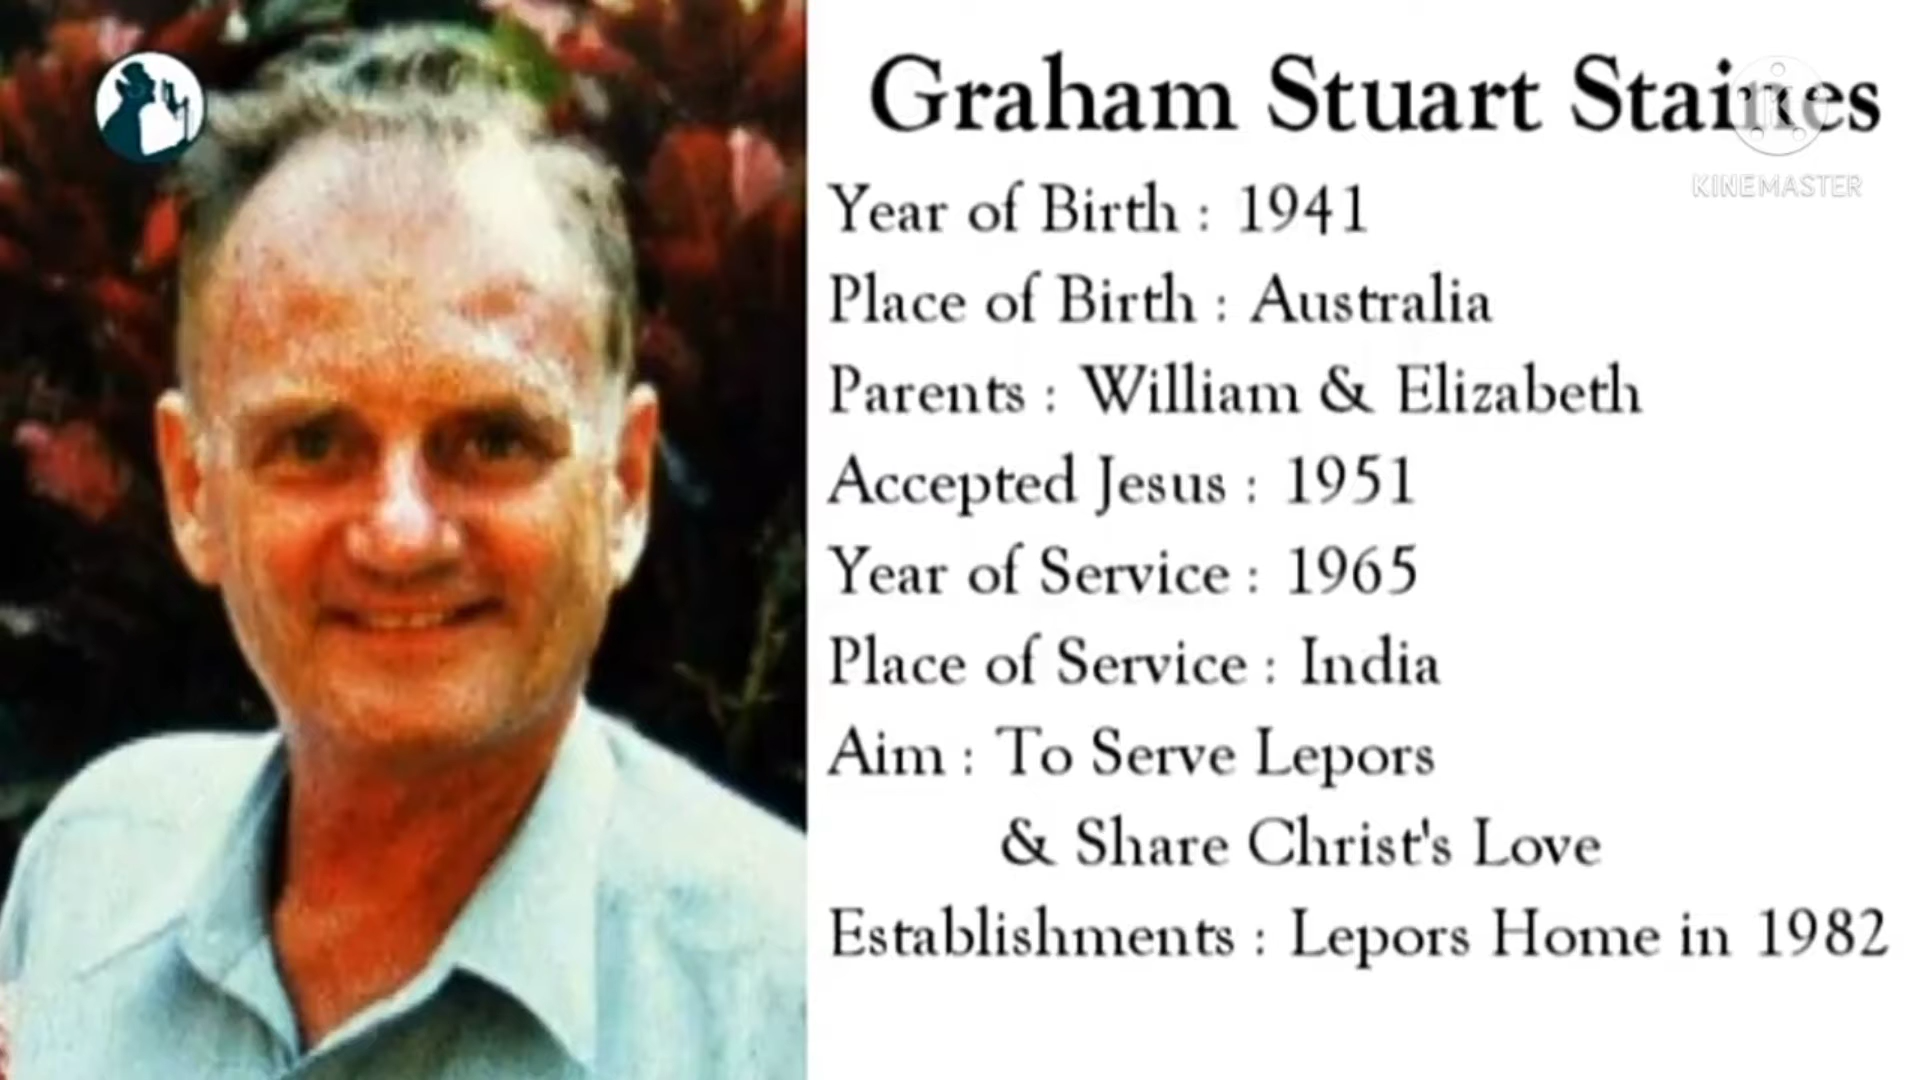 Graham Stuart Staines
KINEMASTER
Year of Birth : 1941
Place of Birth : Australia
Parents : William & Elizabeth
Accepted Jesus : 1951
Year of Service : 1965
Place of Service : India
Aim : To Serve Lepors
& Share Christ's Love
Establishments : Lepors Home in 1982